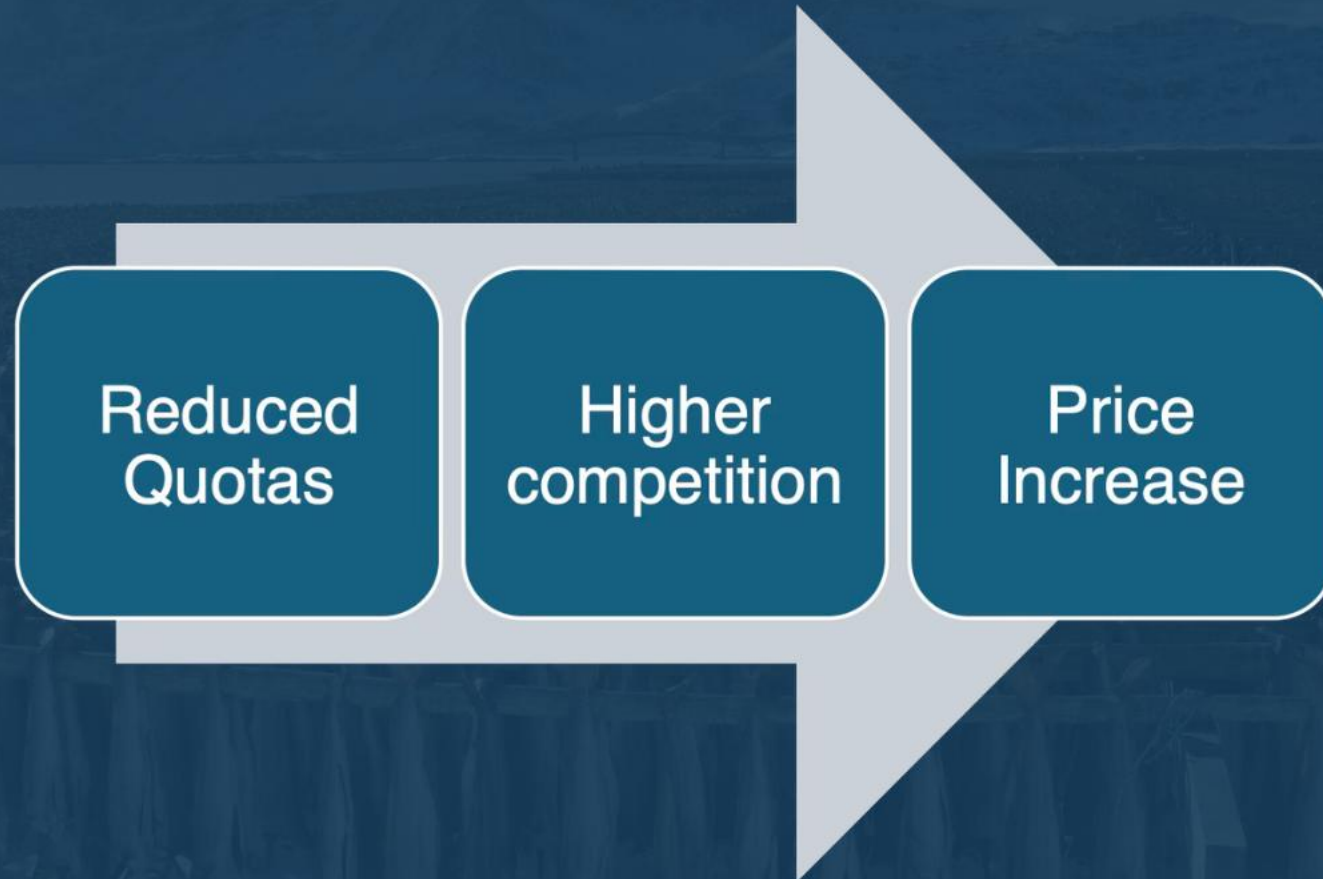 Reduced
Quotas
Higher
competition
Price
Increase